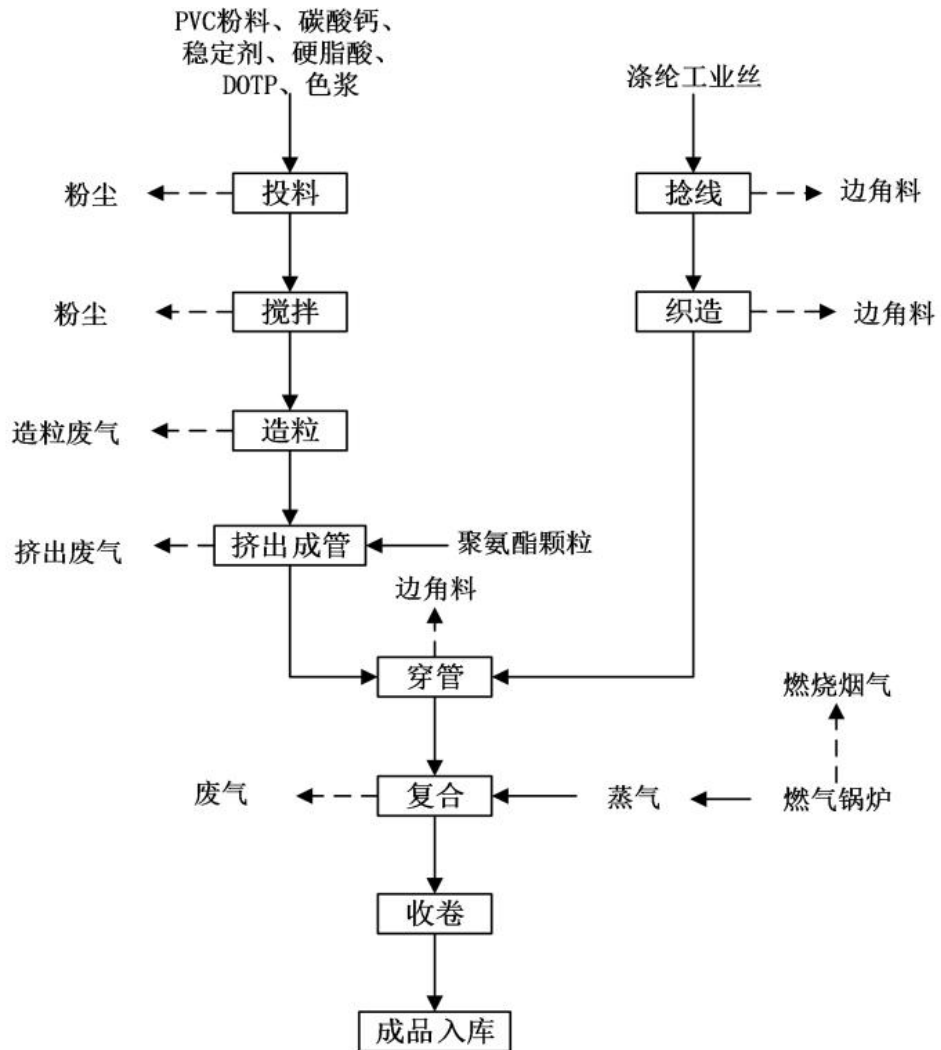 PVC粉料、碳酸钙、
稳定剂、硬脂酸、
DOTP、色浆
涤纶工业丝
粉尘
投料
捻线
边角料
粉尘
搅拌
织造
边角料
造粒废气
造粒
挤出废气
挤出成管
聚氨酯颗粒
边角料
穿管
燃烧烟气
废气
复合
蒸气
燃气锅炉
收卷
成品入库